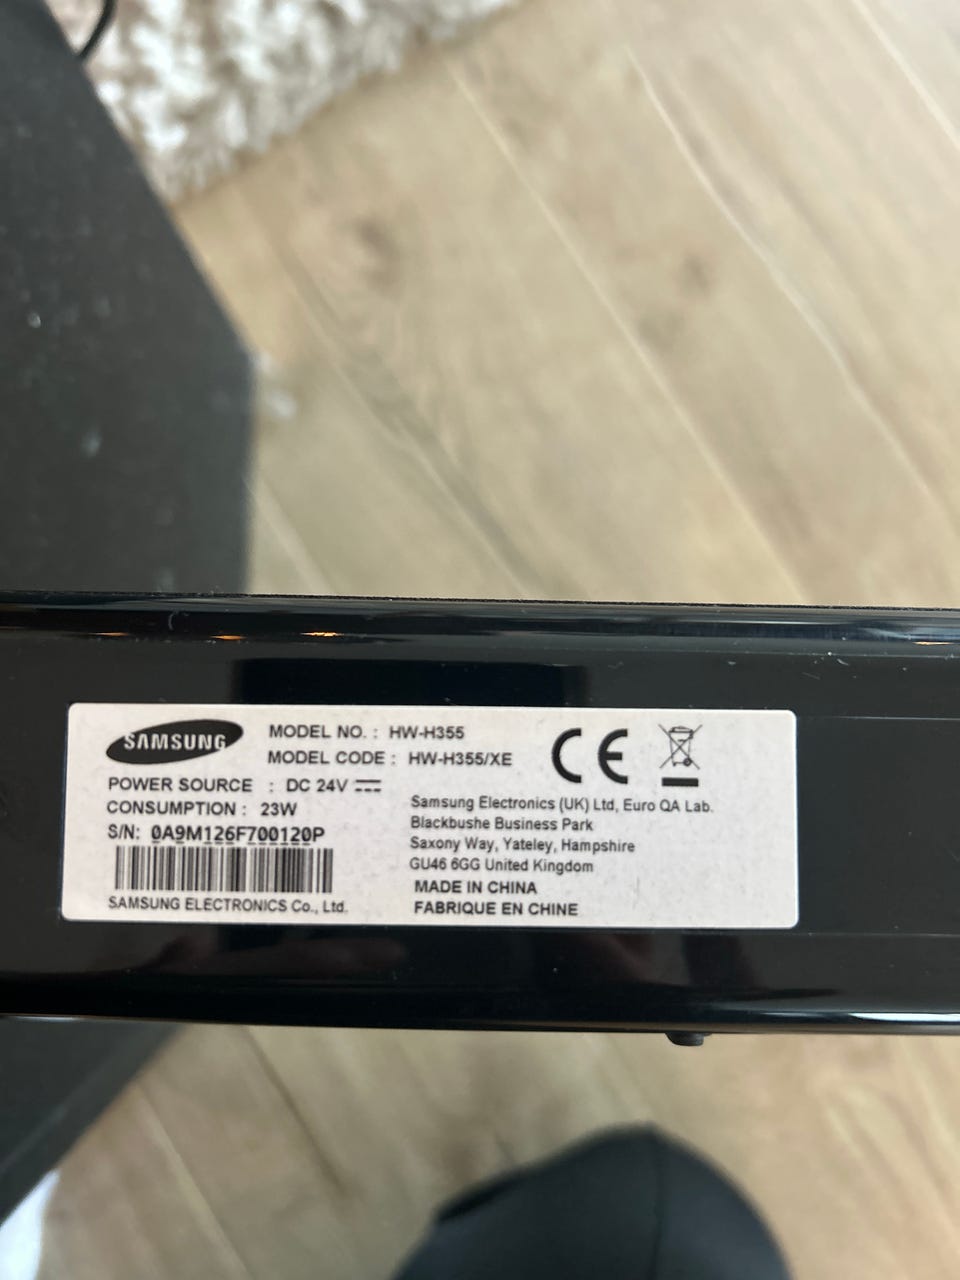 SAMSUNG
MODEL NO. : HW-H355
MODEL CODE : HW-H355/XE
POWER SOURCE : DC 24V
CONSUMPTION : 23W
S/N: 0A9M126F700120P
SAMSUNG ELECTRONICS Co., Ltd.
CE
Samsung Electronics (UK) Ltd, Euro QA Lab.
Blackbushe Business Park
Saxony Way, Yateley, Hampshire
GU46 6GG United Kingdom
MADE IN CHINA
FABRIQUE EN CHINE